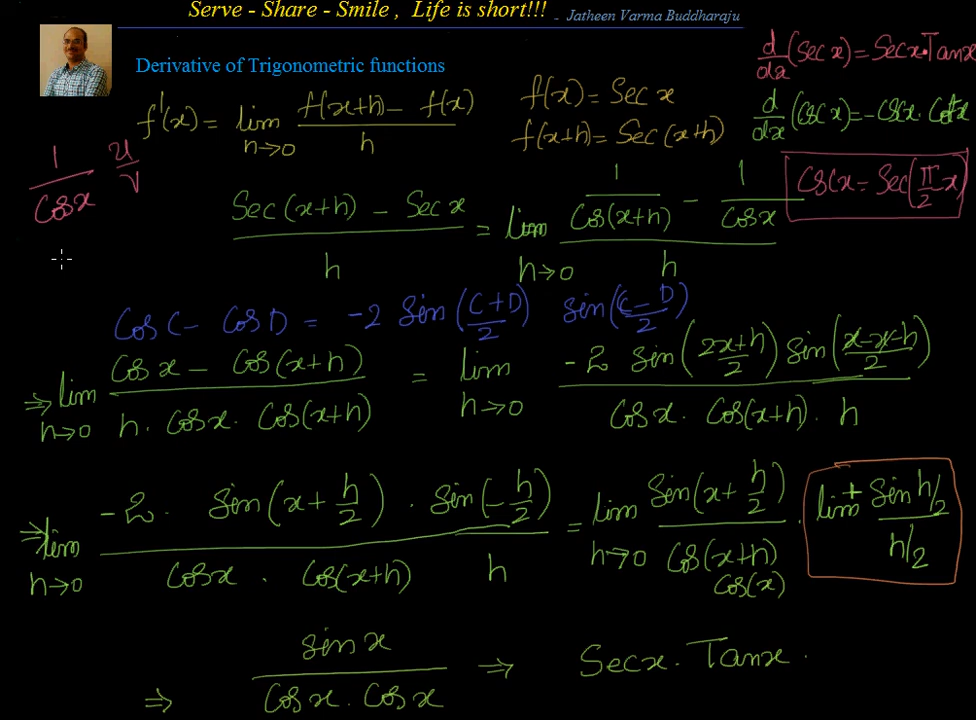 Serve - Share - Smile , Life is short!!! - Jatheen Varma Buddharaju
Derivative of Trigonometric functions
d/dx (Sec x) = Secx·Tanx
f'(x) = lim h→0 (f(x+h) - f(x))/h
f(x) = Sec x
f(x+h) = Sec(x+h)
d/dx (Csc x) = -Cscx·Cotx
1/Cosx u/v
Cscx = Sec(π/2 - x)
(Sec(x+h) - Sec x)/h = lim h→0 (1/Cos(x+h) - 1/Cosx)/h
Cos C - Cos D = -2 Sin((C+D)/2) Sin((C-D)/2)
⇒ lim h→0 (Cos x - Cos(x+h))/(h· Cosx· Cos(x+h)) = lim h→0 (-2 Sin((2x+h)/2) Sin((x-x-h)/2))/(Cosx· Cos(x+h)· h)
⇒ lim h→0 (-2· Sin(x+h/2) · Sin(-h/2))/(Cosx · Cos(x+h) h) = lim h→0 Sin(x+h/2)/(Cos(x+h) Cos(x)) · lim + (Sin h/2)/(h/2)
⇒ Sin x/(Cosx · Cosx) ⇒ Secx · Tanx .